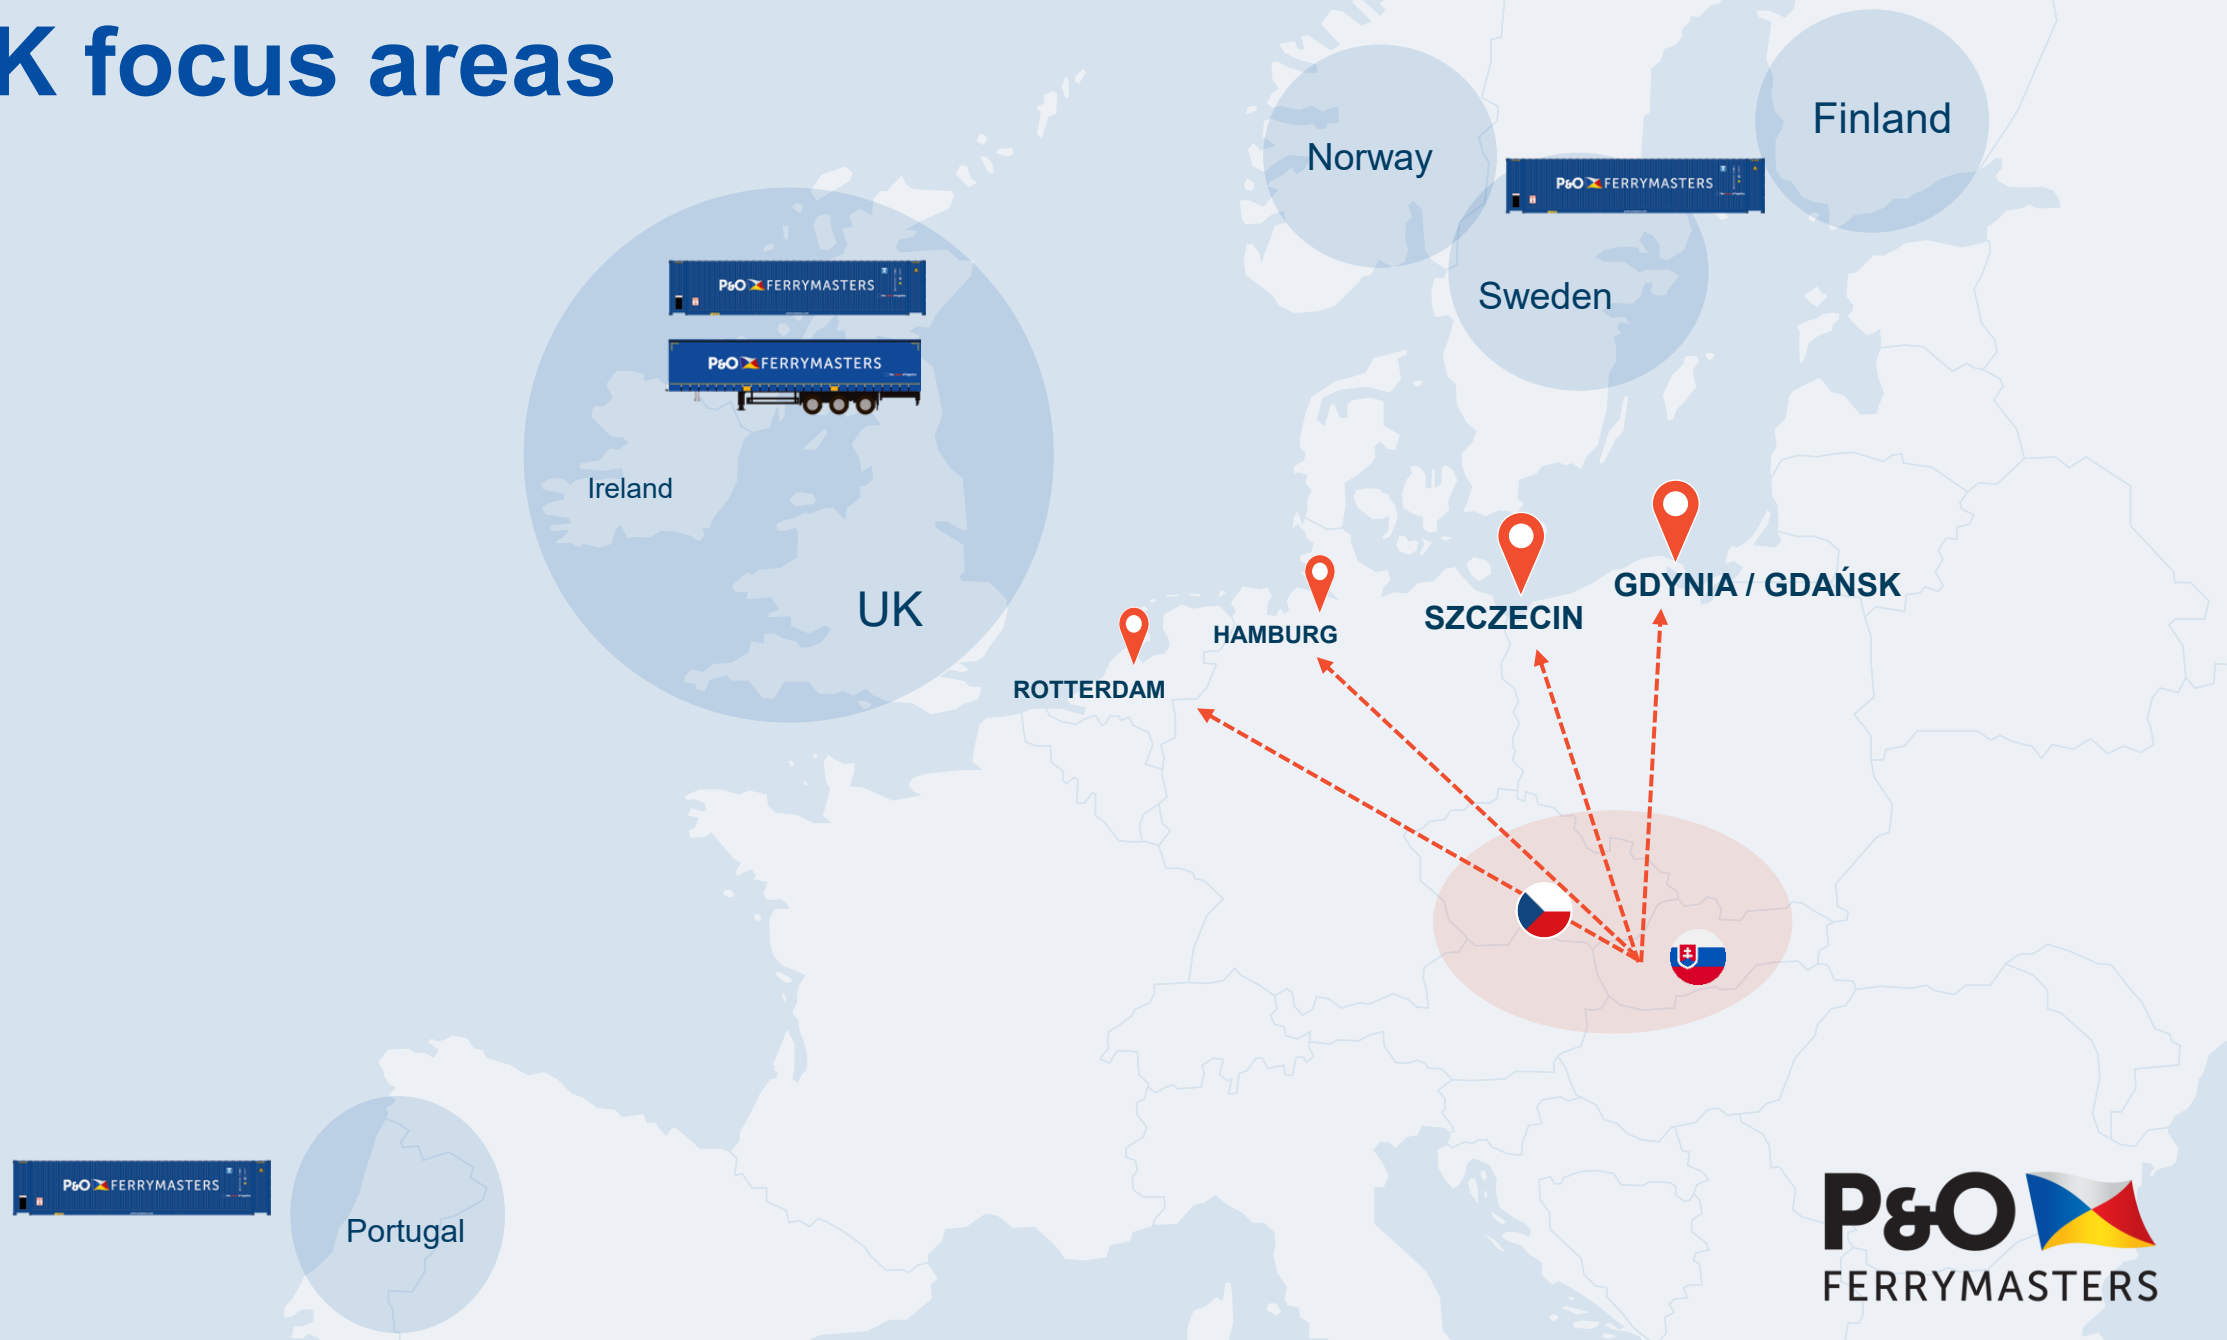 K focus areas
Finland
Norway
P&O FERRYMASTERS
Sweden
P&O FERRYMASTERS
P&O FERRYMASTERS
Ireland
UK
GDYNIA / GDAŃSK
SZCZECIN
HAMBURG
ROTTERDAM
P&O FERRYMASTERS
Portugal
P&O
FERRYMASTERS